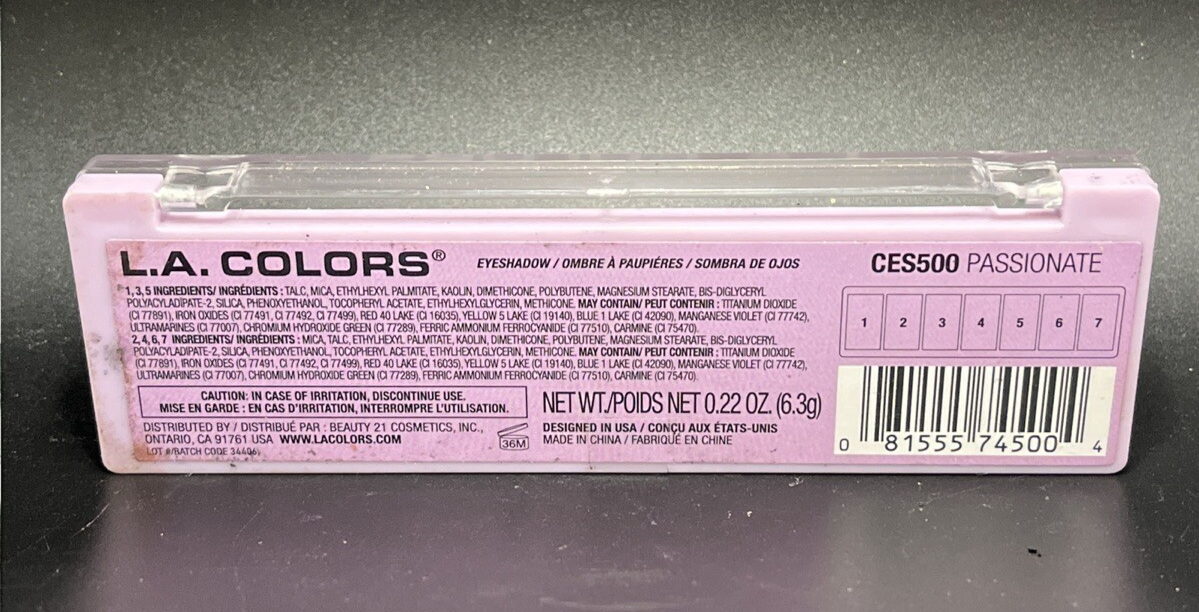 L.A. COLORS®
EYESHADOW / OMBRE À PAUPIÉRES / SOMBRA DE OJOS
1, 3, 5 INGREDIENTS/ INGRÉDIENTS : TALC, MICA, ETHYLHEXYL PALMITATE, KAOLIN, DIMETHICONE, POLYBUTENE, MAGNESIUM STEARATE, BIS-DIGLYCERYL
POLYACYLADIPATE-2, SILICA, PHENOXYETHANOL, TOCOPHERYL ACETATE, ETHYLHEXYLGLYCERIN, METHICONE. MAY CONTAIN/ PEUT CONTENIR : TITANIUM DIOXIDE
(CI 77891), IRON OXIDES (CI 77491, CI 77492, CI 77499), RED 40 LAKE (CI 16035), YELLOW 5 LAKE (CI 19140), BLUE 1 LAKE (CI 42090), MANGANESE VIOLET (CI 77742),
ULTRAMARINES (CI 77007), CHROMIUM HYDROXIDE GREEN (CI 77289), FERRIC AMMONIUM FERROCYANIDE (CI 77510), CARMINE (CI 75470).
2, 4, 6, 7 INGREDIENTS/ INGRÉDIENTS : MICA, TALC, ETHYLHEXYL PALMITATE, KAOLIN, DIMETHICONE, POLYBUTENE, MAGNESIUM STEARATE, BIS-DIGLYCERYL
POLYACYLADIPATE-2, SILICA, PHENOXYETHANOL, TOCOPHERYL ACETATE, ETHYLHEXYLGLYCERIN, METHICONE. MAY CONTAIN/ PEUT CONTENIR : TITANIUM DIOXIDE
(CI 77891), IRON OXIDES (CI 77491, CI 77492, CI 77499), RED 40 LAKE (CI 16035), YELLOW 5 LAKE (CI 19140), BLUE 1 LAKE (CI 42090), MANGANESE VIOLET (CI 77742),
ULTRAMARINES (CI 77007), CHROMIUM HYDROXIDE GREEN (CI 77289), FERRIC AMMONIUM FERROCYANIDE (CI 77510), CARMINE (CI 75470).
CAUTION: IN CASE OF IRRITATION, DISCONTINUE USE.
MISE EN GARDE : EN CAS D'IRRITATION, INTERROMPRE L'UTILISATION.
DISTRIBUTED BY / DISTRIBUÉ PAR : BEAUTY 21 COSMETICS, INC.,
ONTARIO, CA 91761 USA WWW.LACOLORS.COM
LOT #/BATCH CODE 34406
36M
NET WT./POIDS NET 0.22 OZ. (6.3g)
DESIGNED IN USA / CONÇU AUX ÉTATS-UNIS
MADE IN CHINA / FABRIQUÉ EN CHINE
CES500 PASSIONATE
1 2 3 4 5 6 7
0 81555 74500 4